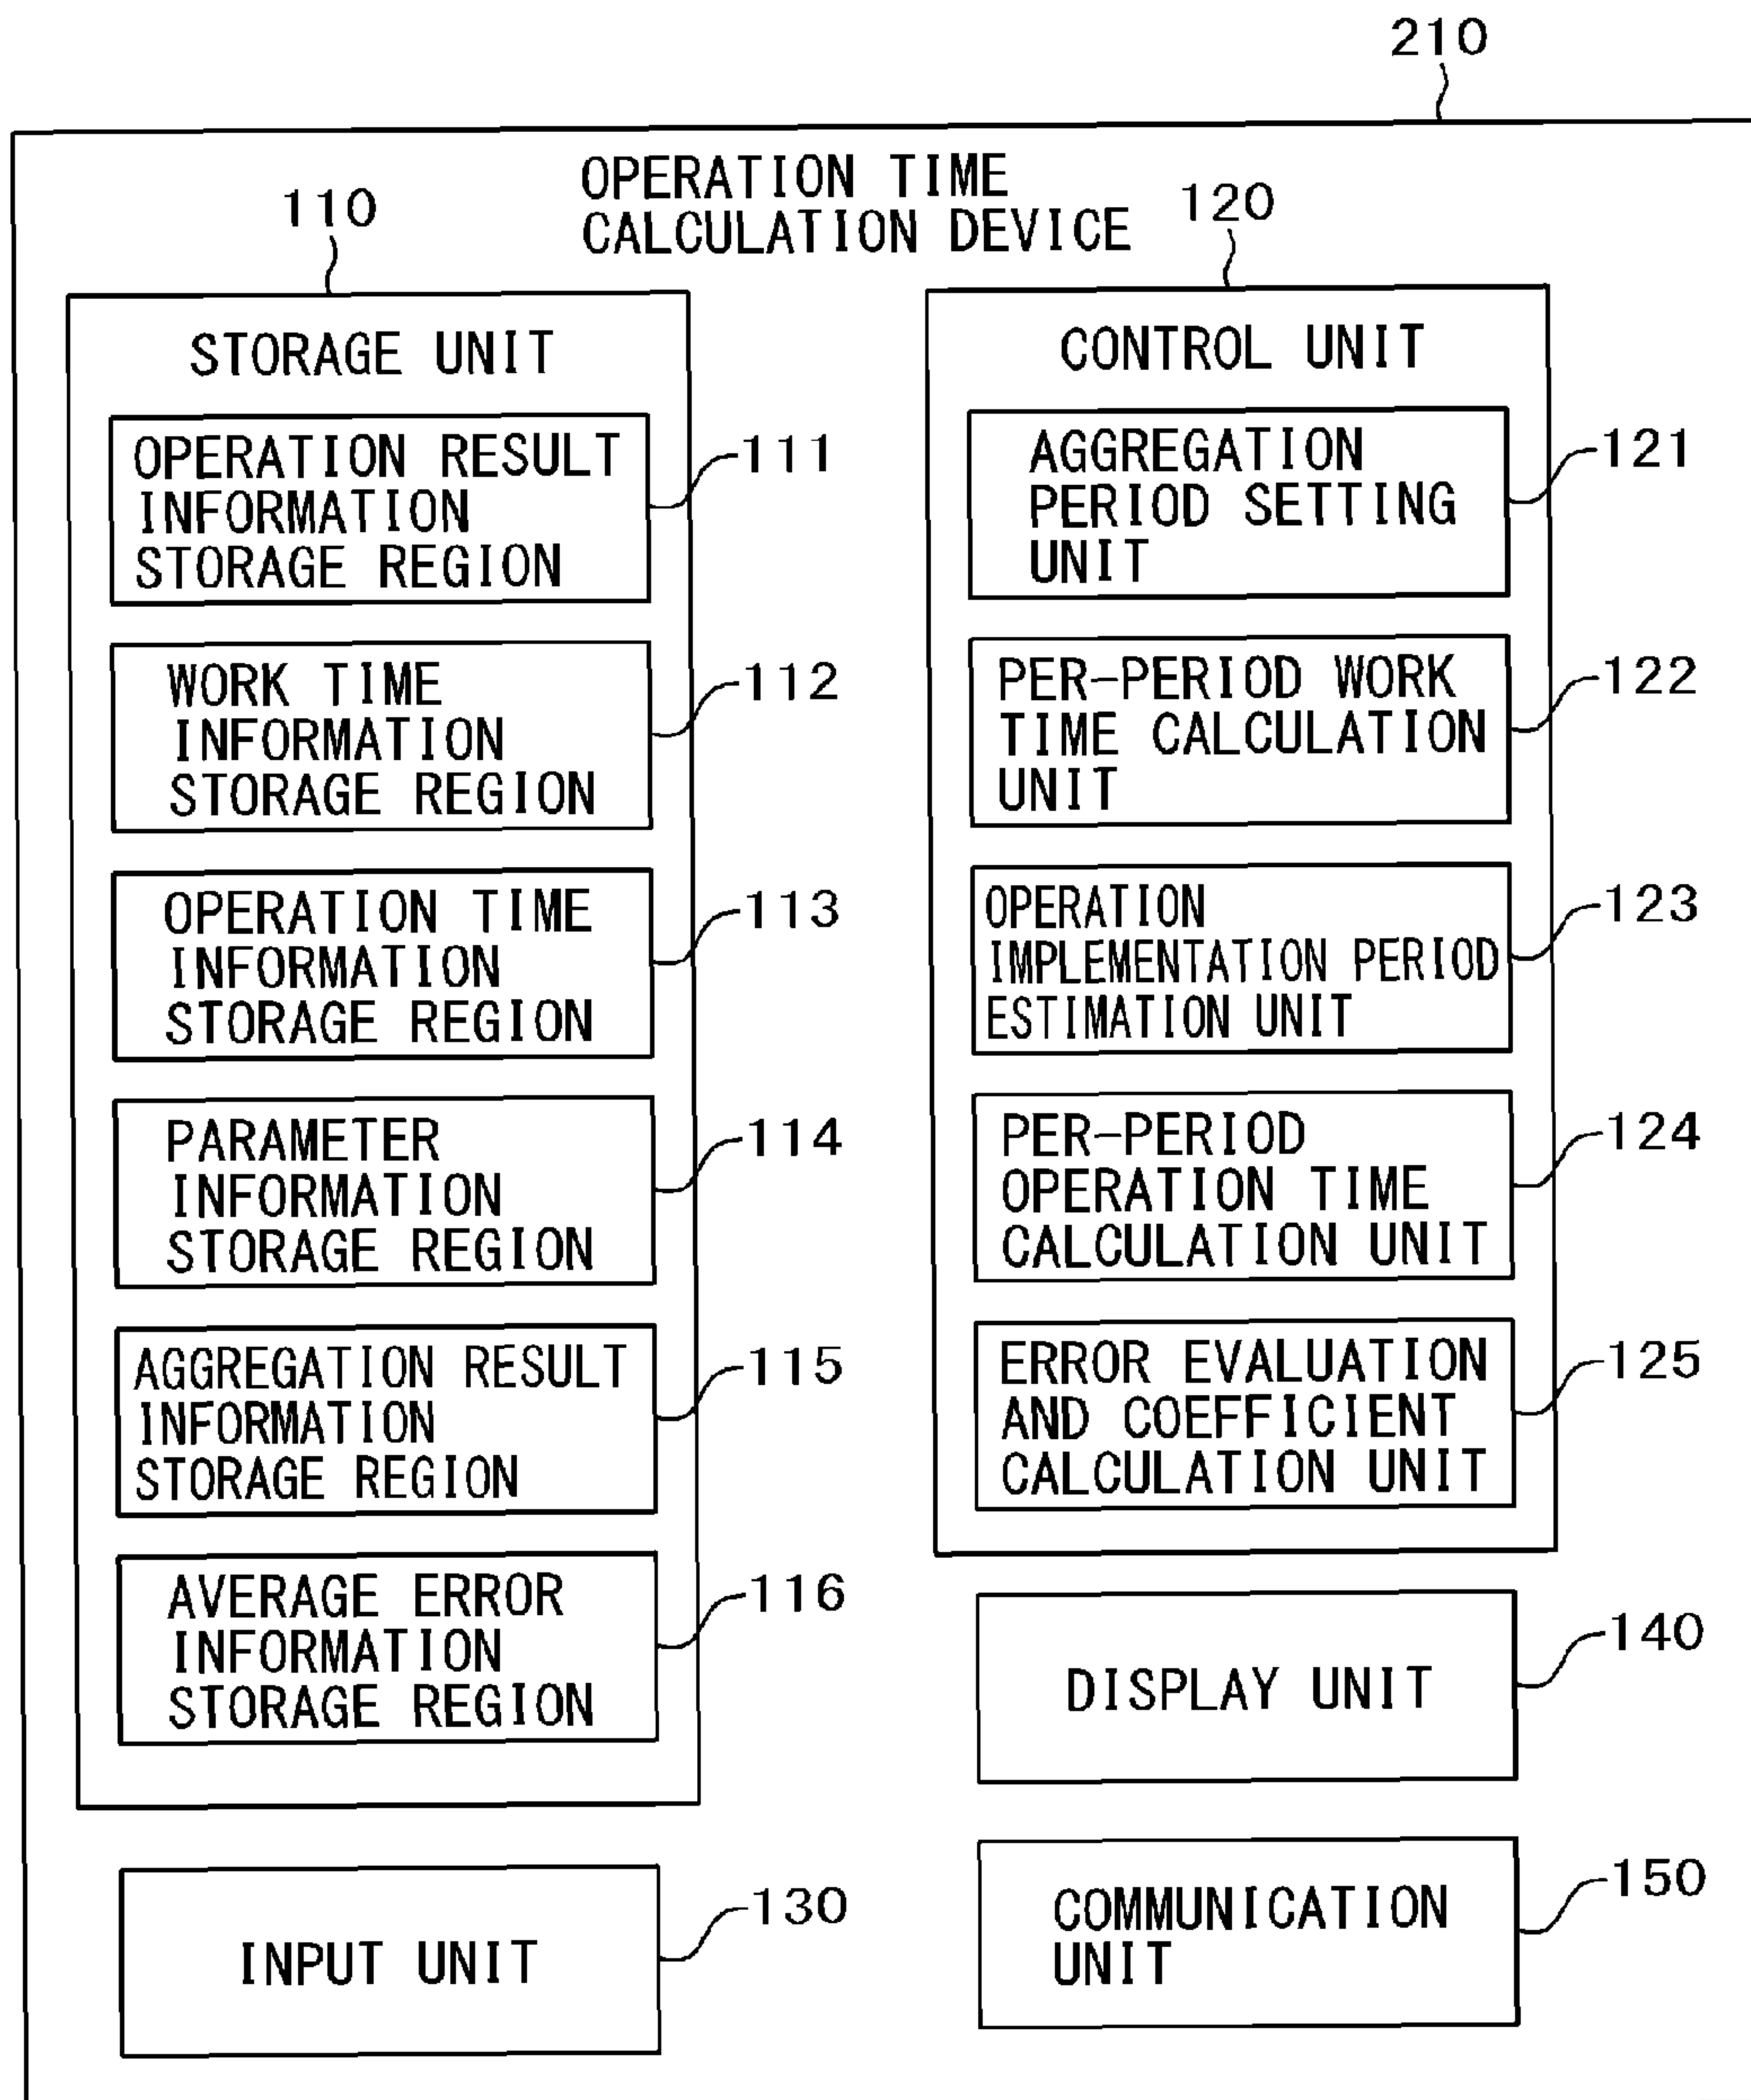 210
OPERATION TIME
CALCULATION DEVICE
110
STORAGE UNIT
OPERATION RESULT
INFORMATION
STORAGE REGION
111
WORK TIME
INFORMATION
STORAGE REGION
112
OPERATION TIME
INFORMATION
STORAGE REGION
113
PARAMETER
INFORMATION
STORAGE REGION
114
AGGREGATION RESULT
INFORMATION
STORAGE REGION
115
AVERAGE ERROR
INFORMATION
STORAGE REGION
116
INPUT UNIT
130
120
CONTROL UNIT
AGGREGATION
PERIOD SETTING
UNIT
121
PER-PERIOD WORK
TIME CALCULATION
UNIT
122
OPERATION
IMPLEMENTATION PERIOD
ESTIMATION UNIT
123
PER-PERIOD
OPERATION TIME
CALCULATION UNIT
124
ERROR EVALUATION
AND COEFFICIENT
CALCULATION UNIT
125
DISPLAY UNIT
140
COMMUNICATION
UNIT
150